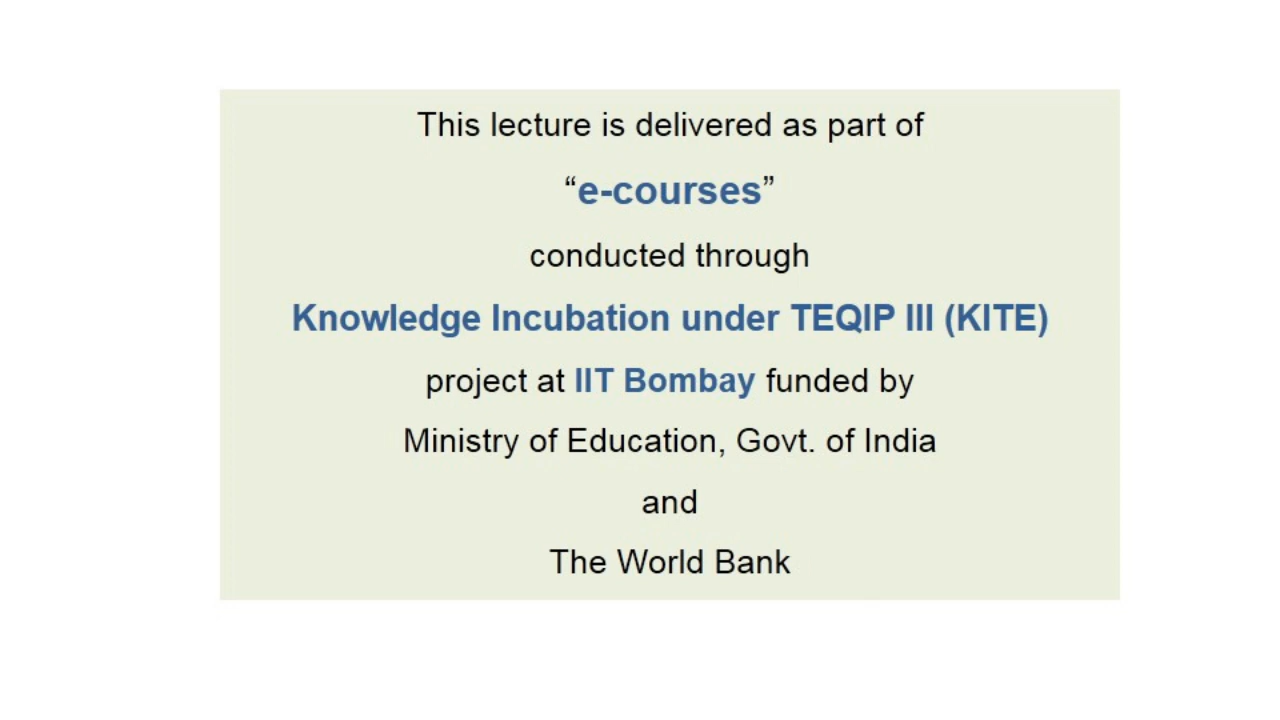 This lecture is delivered as part of
“e-courses”
conducted through
Knowledge Incubation under TEQIP III (KITE)
project at IIT Bombay funded by
Ministry of Education, Govt. of India
and
The World Bank